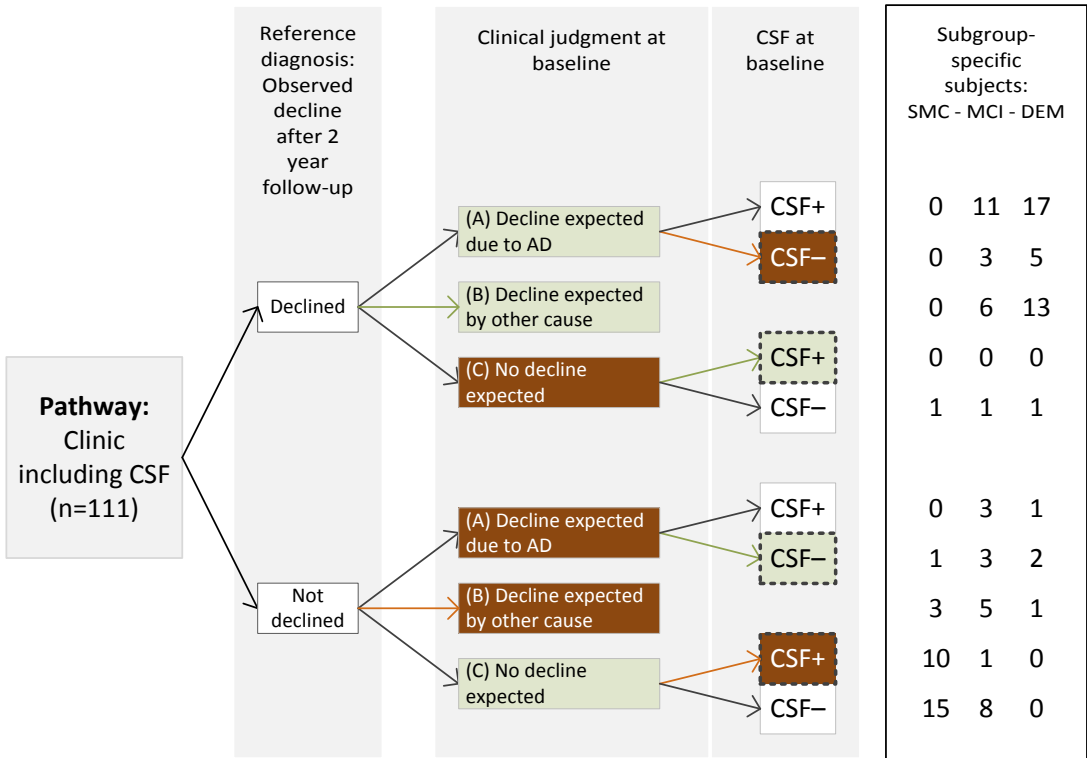 Reference
diagnosis:
Observed
decline
after 2
year
follow-up
Clinical judgment at
baseline
CSF at
baseline
Subgroup-
specific
subjects:
SMC - MCI - DEM
Pathway:
Clinic
including CSF
(n=111)
Declined
(A) Decline expected
due to AD
CSF+
0 11 17
CSF–
0 3 5
(B) Decline expected
by other cause
0 6 13
(C) No decline
expected
CSF+
0 0 0
CSF–
1 1 1
Not
declined
(A) Decline expected
due to AD
CSF+
0 3 1
CSF–
1 3 2
(B) Decline expected
by other cause
3 5 1
(C) No decline
expected
CSF+
10 1 0
CSF–
15 8 0